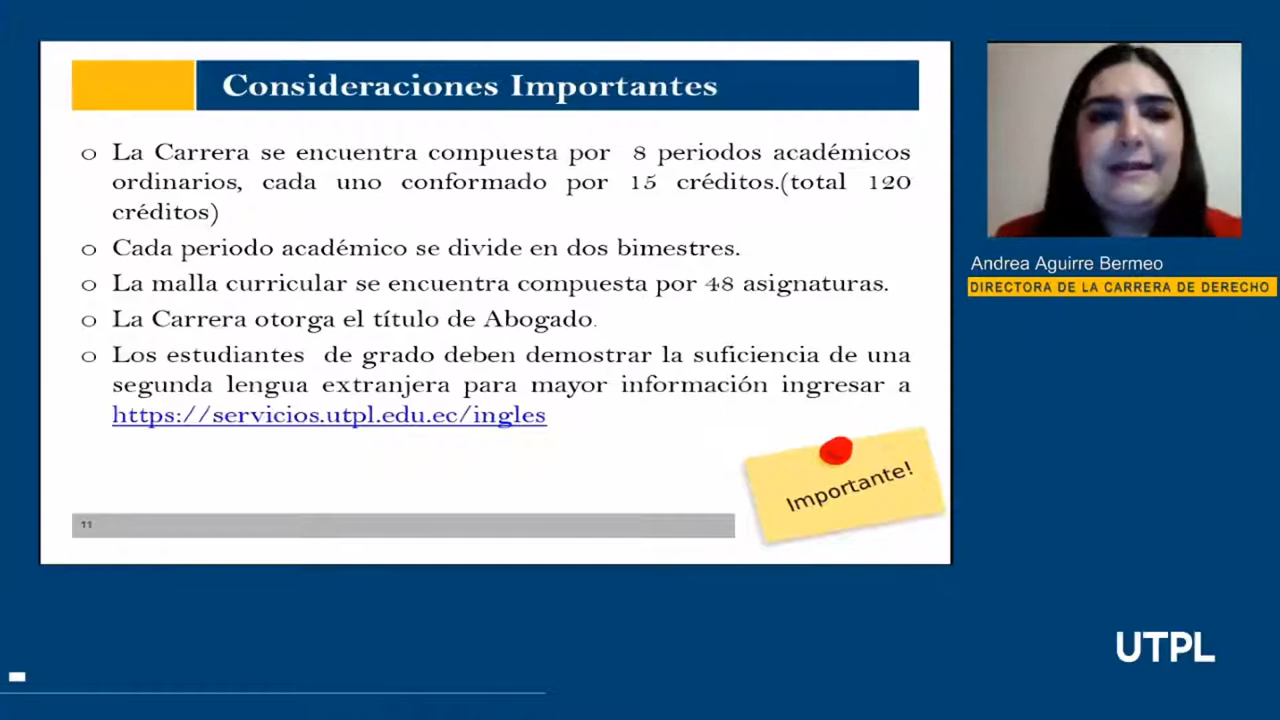 Consideraciones Importantes
o La Carrera se encuentra compuesta por 8 periodos académicos
ordinarios, cada uno conformado por 15 créditos.(total 120
créditos)
o Cada periodo académico se divide en dos bimestres.
o La malla curricular se encuentra compuesta por 48 asignaturas.
o La Carrera otorga el título de Abogado.
o Los estudiantes de grado deben demostrar la suficiencia de una
segunda lengua extranjera para mayor información ingresar a
https://servicios.utpl.edu.ec/ingles
Importante!
11
Andrea Aguirre Bermeo
DIRECTORA DE LA CARRERA DE DERECHO
UTPL